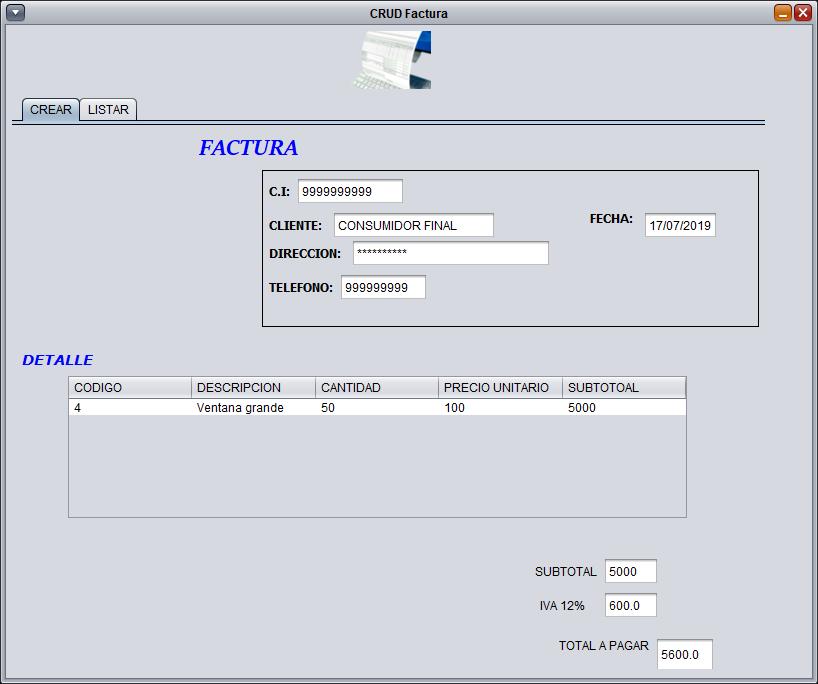 CRUD Factura
CREAR LISTAR
FACTURA
C.I: 9999999999
CLIENTE: CONSUMIDOR FINAL FECHA: 17/07/2019
DIRECCION: **********
TELEFONO: 999999999
DETALLE
CODIGO DESCRIPCION CANTIDAD PRECIO UNITARIO SUBTOTOAL
4 Ventana grande 50 100 5000
SUBTOTAL 5000
IVA 12% 600.0
TOTAL A PAGAR 5600.0